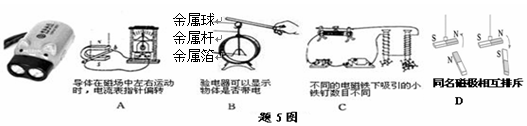 金属球
金属杆
金属箔
导体在磁场中左右运动
时，电流表指针偏转
A
验电器可以显示
物体是否带电
B
不同的电磁铁下吸引的小
铁钉数目不同
C
同名磁极相互排斥
D
题5图